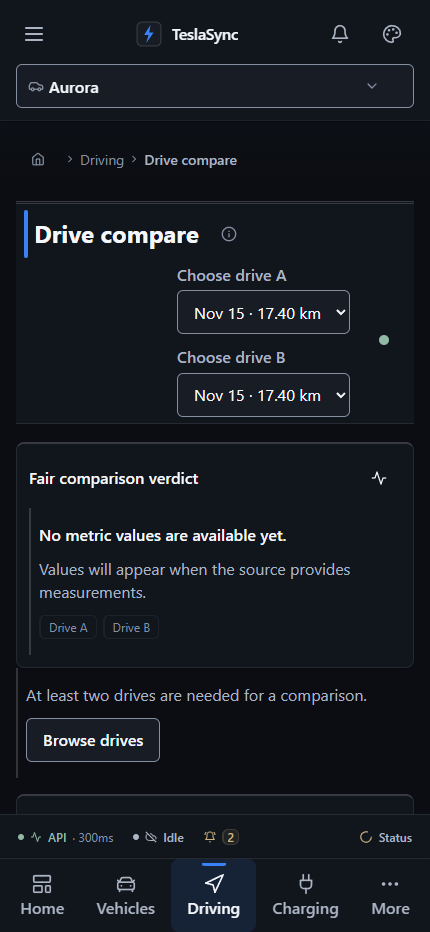 TeslaSync
Aurora
Driving
Drive compare
Drive compare
Choose drive A
Nov 15 · 17.40 km
Choose drive B
Nov 15 · 17.40 km
Fair comparison verdict
No metric values are available yet.
Values will appear when the source provides
measurements.
Drive A
Drive B
At least two drives are needed for a comparison.
Browse drives
API · 300ms
Idle
2
Status
Home
Vehicles
Driving
Charging
More